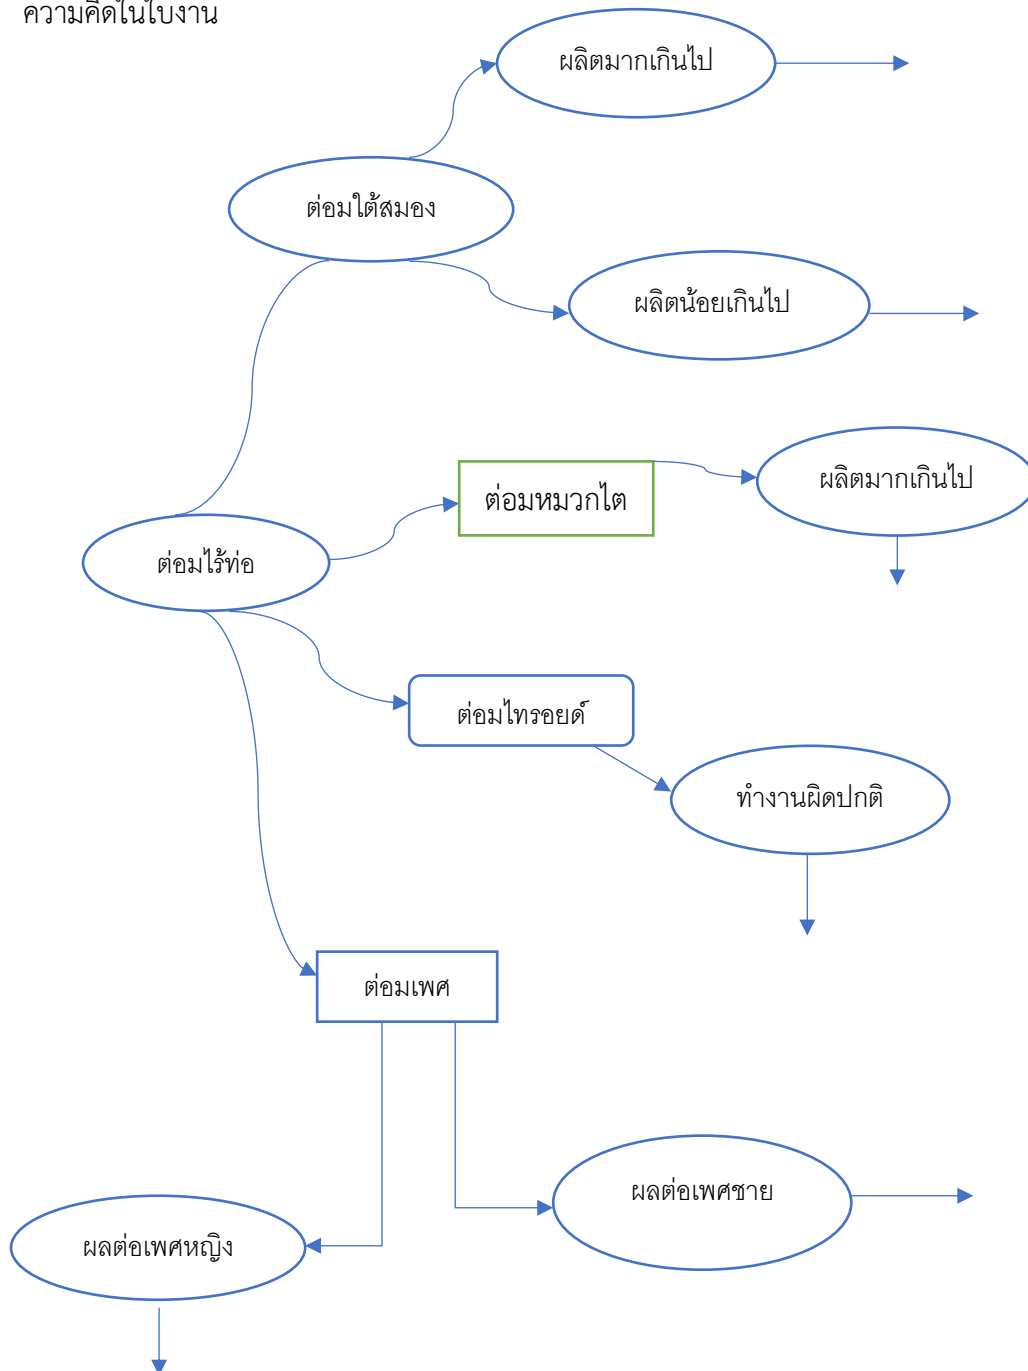 ความคิดในใบงาน
ผลิตมากเกินไป
ต่อมใต้สมอง
ผลิตน้อยเกินไป
ผลิตมากเกินไป
ต่อมหมวกไต
ต่อมไร้ท่อ
ต่อมไทรอยด์
ทำงานผิดปกติ
ต่อมเพศ
ผลต่อเพศชาย
ผลต่อเพศหญิง